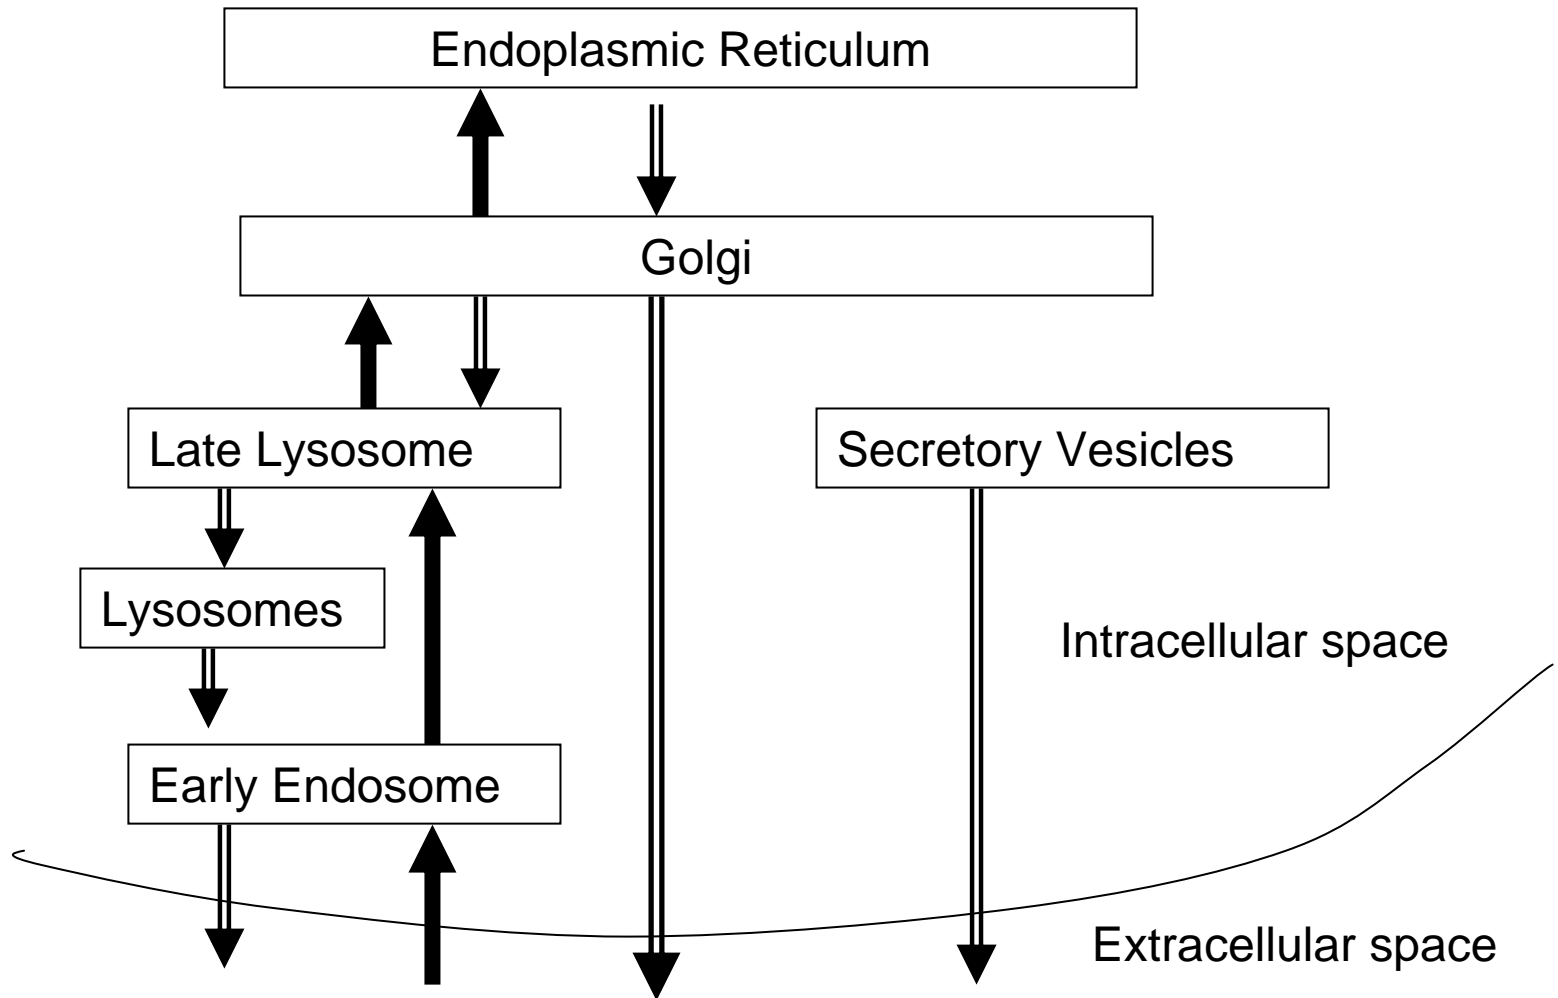 Endoplasmic Reticulum
Golgi
Late Lysosome
Secretory Vesicles
Lysosomes
Intracellular space
Early Endosome
Extracellular space